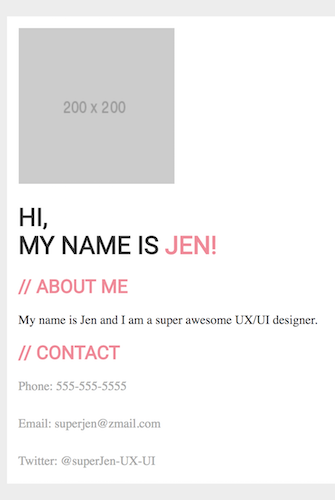 200 x 200
HI,
MY NAME IS JEN!
// ABOUT ME
My name is Jen and I am a super awesome UX/UI designer.
// CONTACT
Phone: 555-555-5555
Email: superjen@zmail.com
Twitter: @superJen-UX-UI